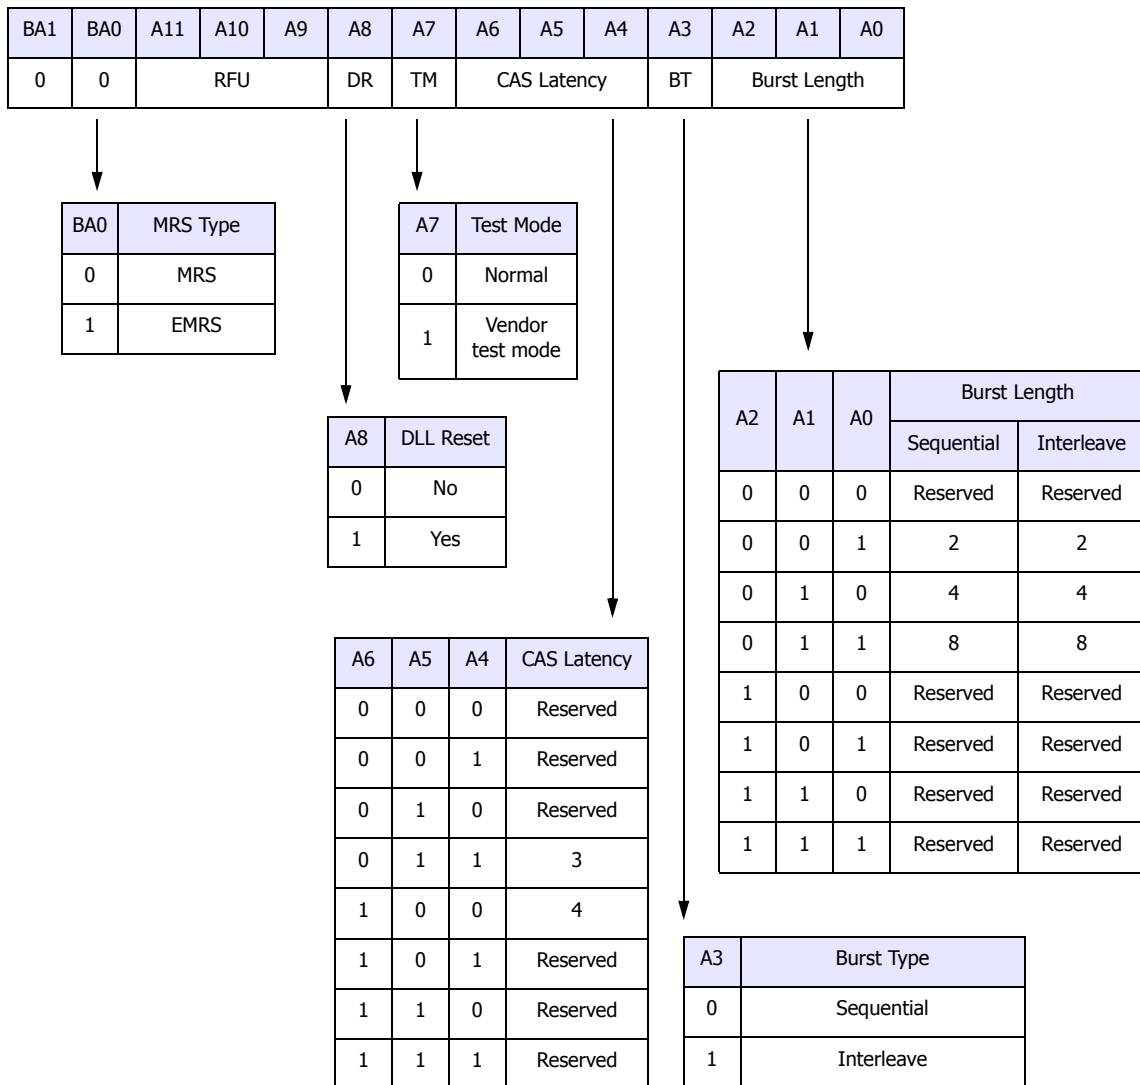 BA1 BA0 A11 A10 A9 A8 A7 A6 A5 A4 A3 A2 A1 A0
0 0 RFU DR TM CAS Latency BT Burst Length
BA0 MRS Type
0 MRS
1 EMRS
A7 Test Mode
0 Normal
1 Vendor
test mode
A8 DLL Reset
0 No
1 Yes
A2 A1 A0 Burst Length
Sequential Interleave
0 0 0 Reserved Reserved
0 0 1 2 2
0 1 0 4 4
0 1 1 8 8
1 0 0 Reserved Reserved
1 0 1 Reserved Reserved
1 1 0 Reserved Reserved
1 1 1 Reserved Reserved
A6 A5 A4 CAS Latency
0 0 0 Reserved
0 0 1 Reserved
0 1 0 Reserved
0 1 1 3
1 0 0 4
1 0 1 Reserved
1 1 0 Reserved
1 1 1 Reserved
A3 Burst Type
0 Sequential
1 Interleave